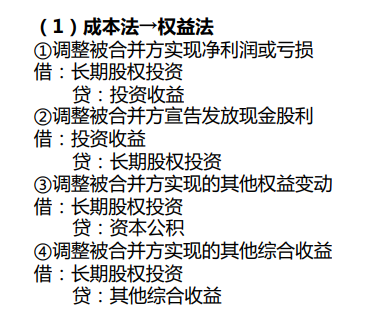 （1）成本法→权益法
①调整被合并方实现净利润或亏损
借：长期股权投资
贷：投资收益
②调整被合并方宣告发放现金股利
借：投资收益
贷：长期股权投资
③调整被合并方实现的其他权益变动
借：长期股权投资
贷：资本公积
④调整被合并方实现的其他综合收益
借：长期股权投资
贷：其他综合收益